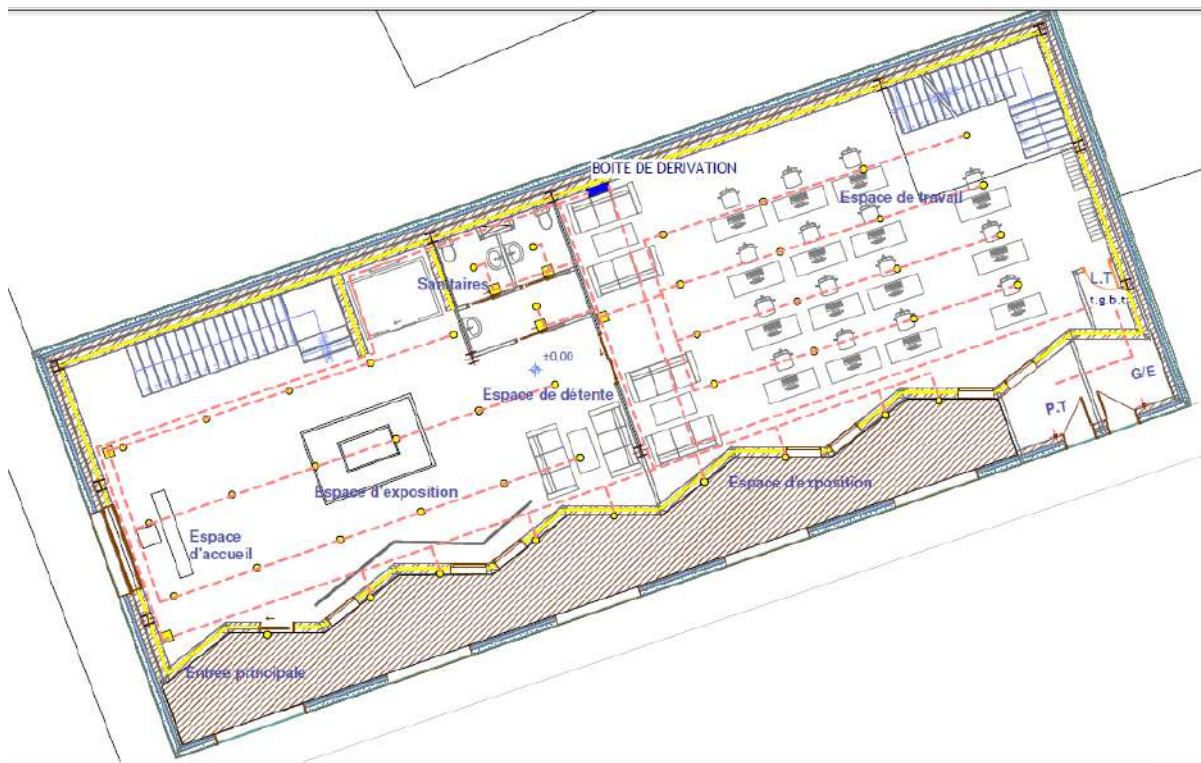 BOITE DE DERIVATION
Espace de travail
Sanitaires
L.T
t.g.b.t
±0.00
Espace de détente
G/E
P.T
Espace d'exposition
Espace d'exposition
Espace
d'accueil
Entrée principale